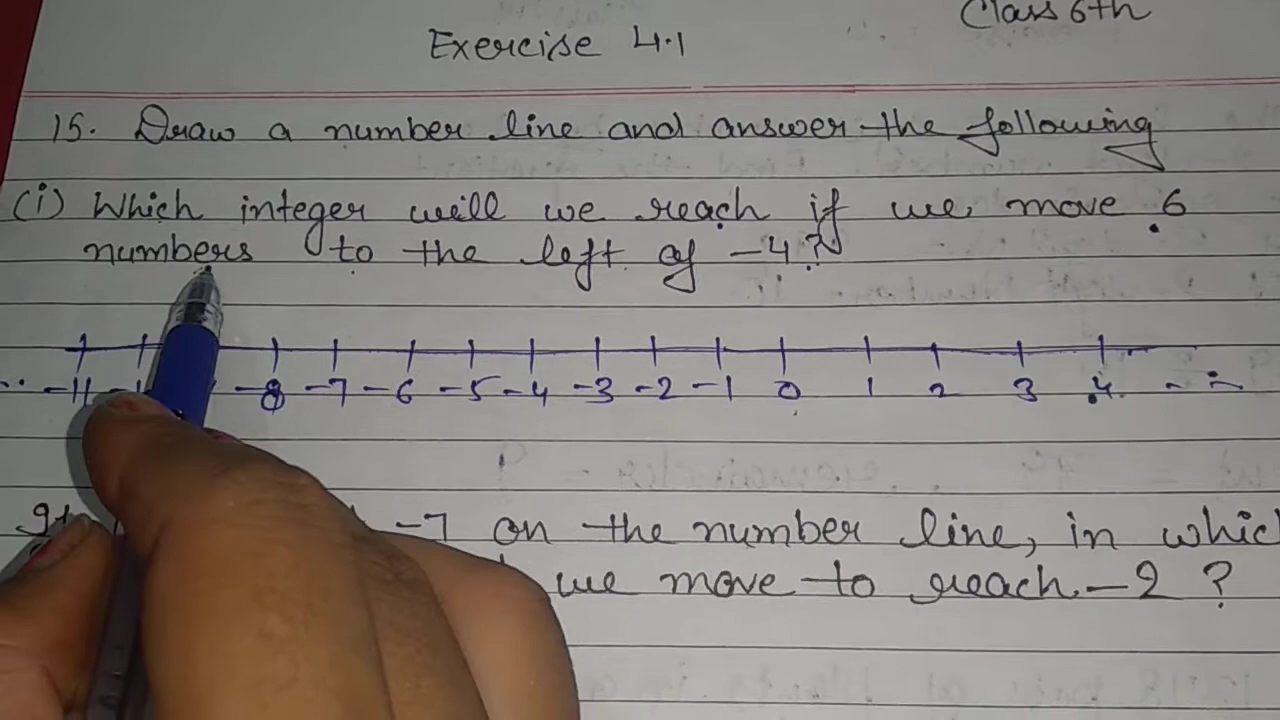 Class 6th
Exercise 4.1
15. Draw a number line and answer the following
(i) Which integer will we reach if we move 6
numbers to the left of -4?
.. -11 -8 -7 -6 -5 -4 -3 -2 -1 0 1 2 3 4 ...
-7 on the number line, in which
we move to reach -2 ?